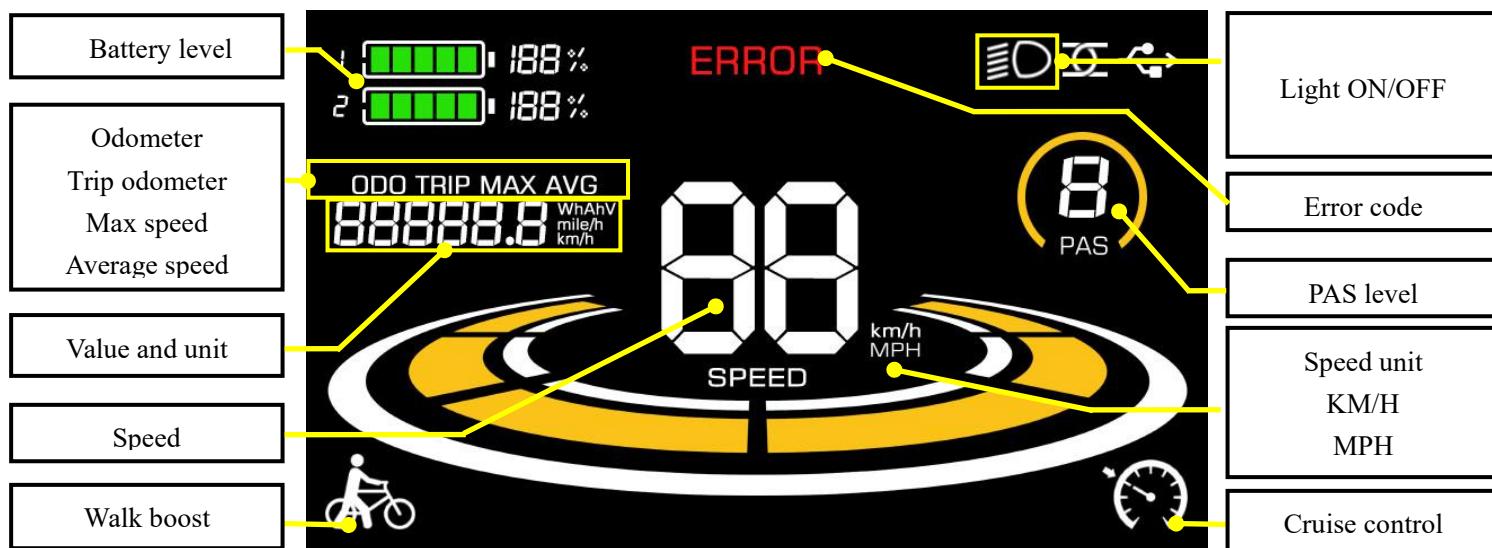 Battery level
Odometer
Trip odometer
Max speed
Average speed
Value and unit
Speed
Walk boost
1 188 %
2 188 %
ERROR
ODO TRIP MAX AVG
88888.8 WhAhV
mile/h
km/h
88
km/h
MPH
SPEED
8
PAS
Light ON/OFF
Error code
PAS level
Speed unit
KM/H
MPH
Cruise control